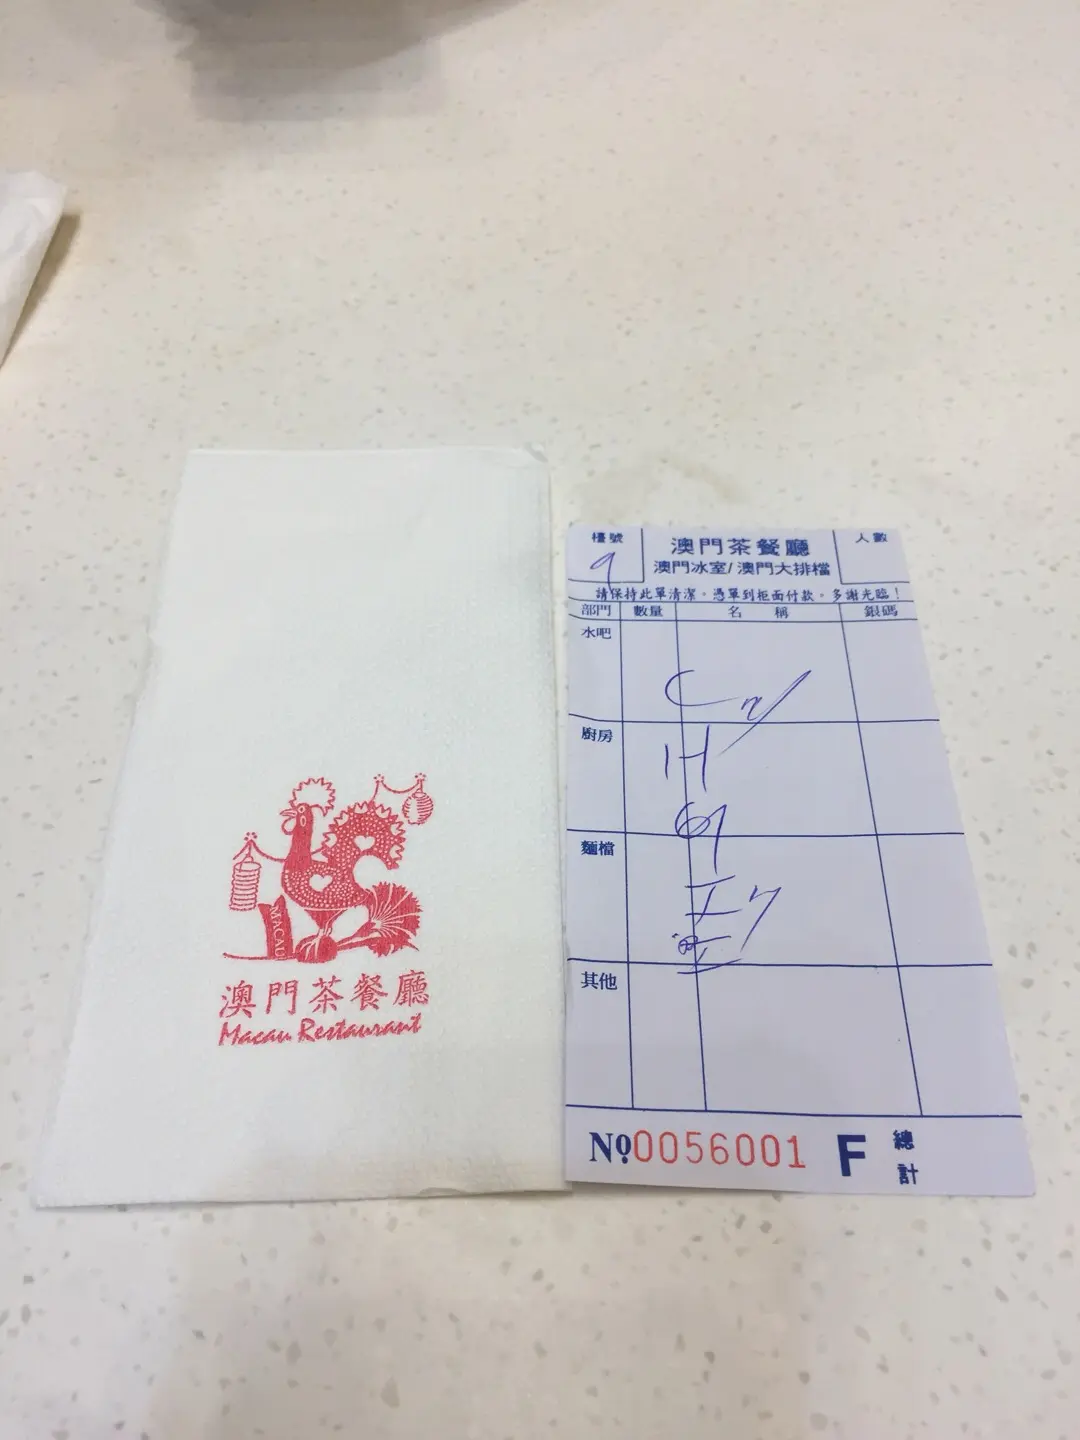 MACAU
澳門茶餐廳
Macau Restaurant
檯號
9
澳門茶餐廳
澳門冰室/澳門大排檔
人數
請保持此單清潔。憑單到柜面付款。多謝光臨！
部門 數量 名稱 銀碼
水吧
廚房
H
麵檔
其他
Nº0056001 F 總計